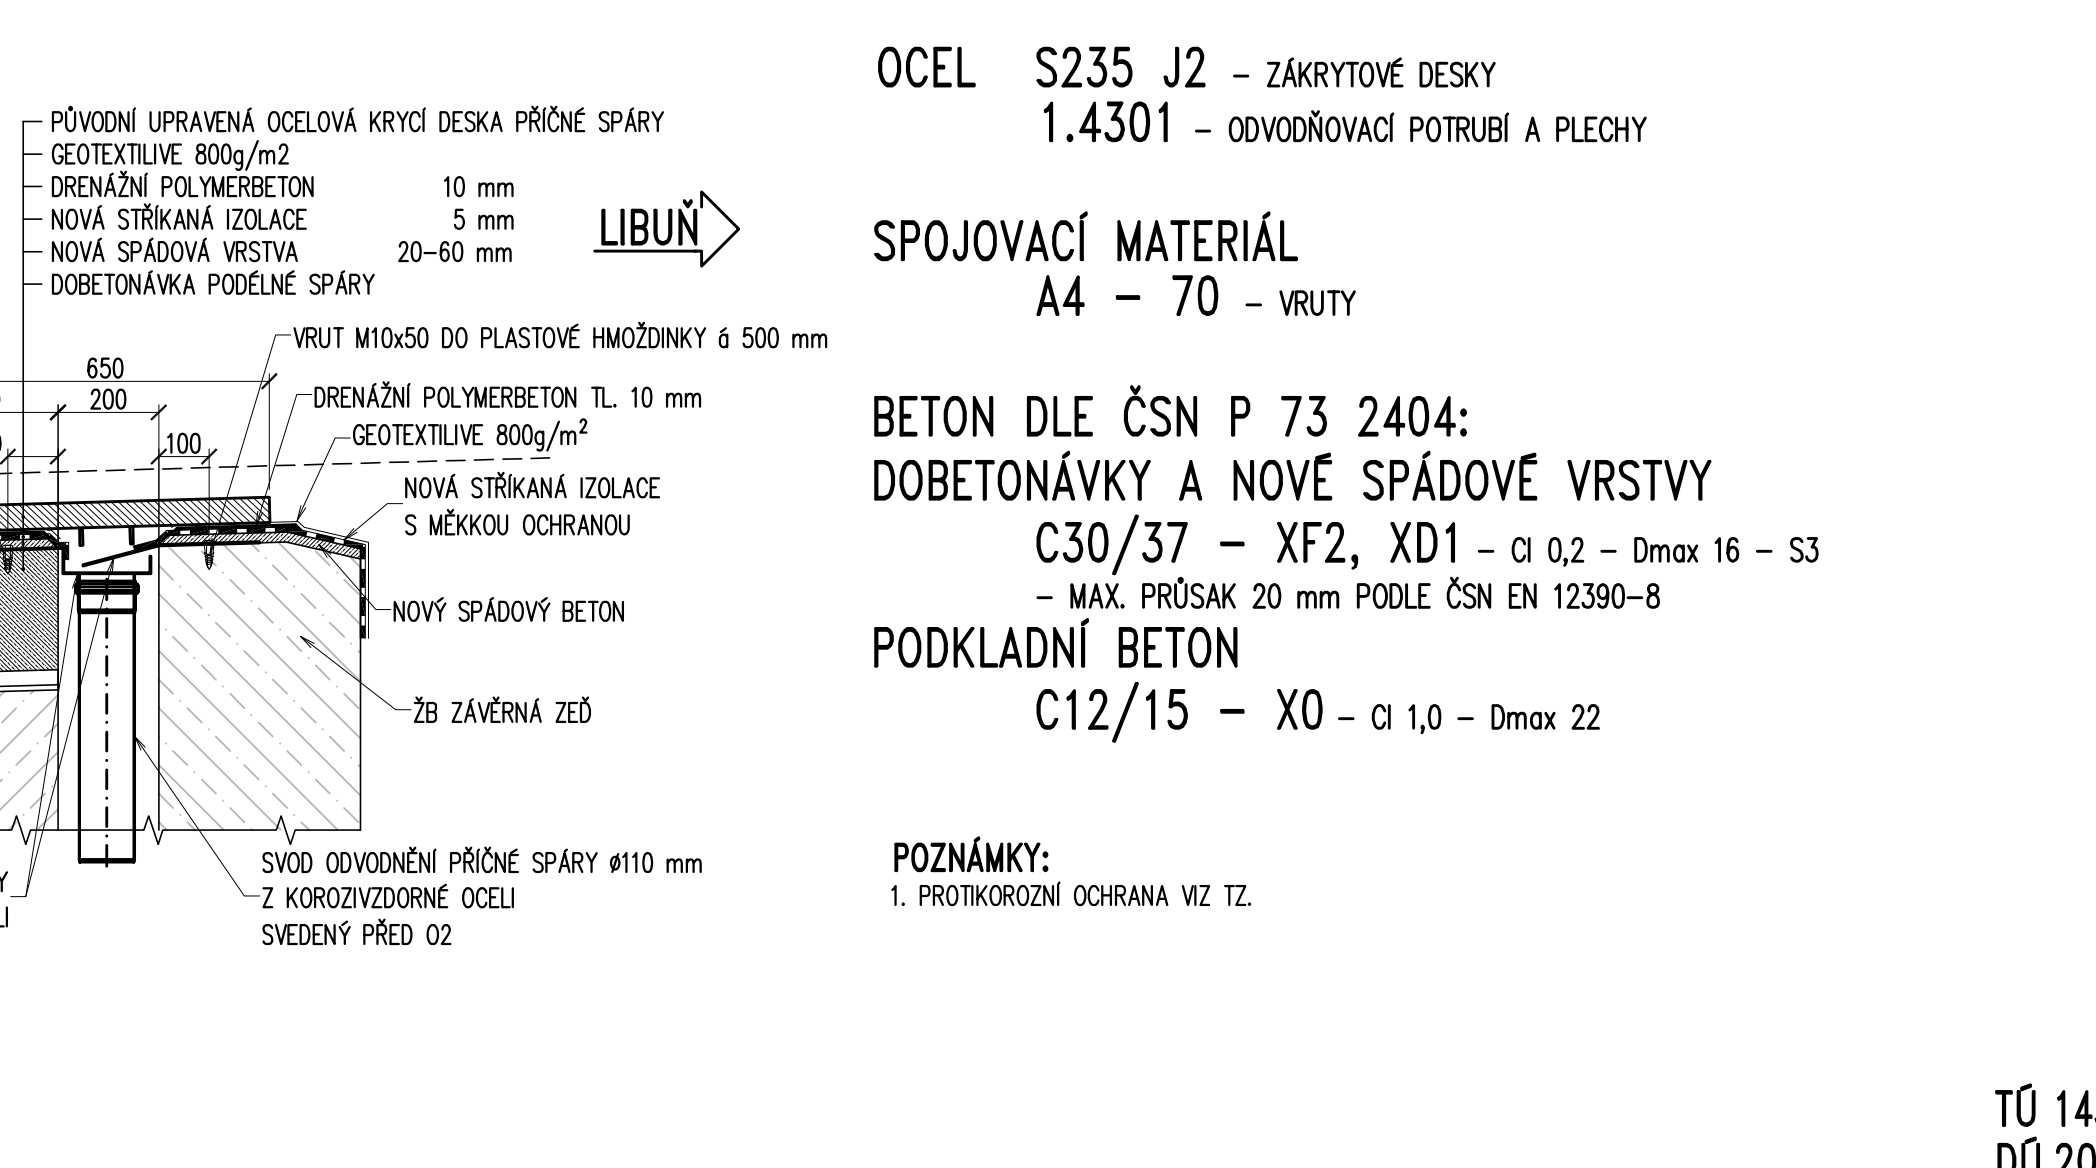 PŮVODNÍ UPRAVENÁ OCELOVÁ KRYCÍ DESKA PŘÍČNÉ SPÁRY
GEOTEXTILIVE 800g/m2
DRENÁŽNÍ POLYMERBETON 10 mm
NOVÁ STŘÍKANÁ IZOLACE 5 mm
NOVÁ SPÁDOVÁ VRSTVA 20-60 mm
DOBETONÁVKA PODÉLNÉ SPÁRY
LIBUŇ
VRUT M10x50 DO PLASTOVÉ HMOŽDINKY á 500 mm
650
200
DRENÁŽNÍ POLYMERBETON TL. 10 mm
GEOTEXTILIVE 800g/m²
100
NOVÁ STŘÍKANÁ IZOLACE
S MĚKKOU OCHRANOU
NOVÝ SPÁDOVÝ BETON
ŽB ZÁVĚRNÁ ZEĎ
SVOD ODVODNĚNÍ PŘÍČNÉ SPÁRY ø110 mm
Z KOROZIVZDORNÉ OCELI
SVEDENÝ PŘED O2
OCEL S235 J2 - ZÁKRYTOVÉ DESKY
1.4301 - ODVODŇOVACÍ POTRUBÍ A PLECHY
SPOJOVACÍ MATERIÁL
A4 - 70 - VRUTY
BETON DLE ČSN P 73 2404:
DOBETONÁVKY A NOVÉ SPÁDOVÉ VRSTVY
C30/37 - XF2, XD1 - Cl 0,2 - Dmax 16 - S3
- MAX. PRŮSAK 20 mm PODLE ČSN EN 12390-8
PODKLADNÍ BETON
C12/15 - X0 - Cl 1,0 - Dmax 22
POZNÁMKY:
1. PROTIKOROZNÍ OCHRANA VIZ TZ.
TÚ
DÚ